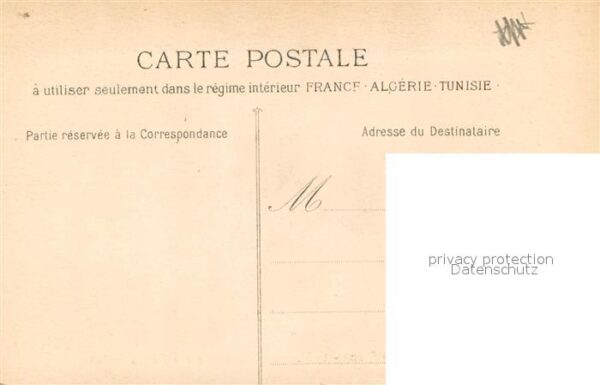 CARTE POSTALE
à utiliser seulement dans le régime intérieur FRANCE · ALGÉRIE · TUNISIE ·
Partie réservée à la Correspondance
Adresse du Destinataire
M
privacy protection
Datenschutz